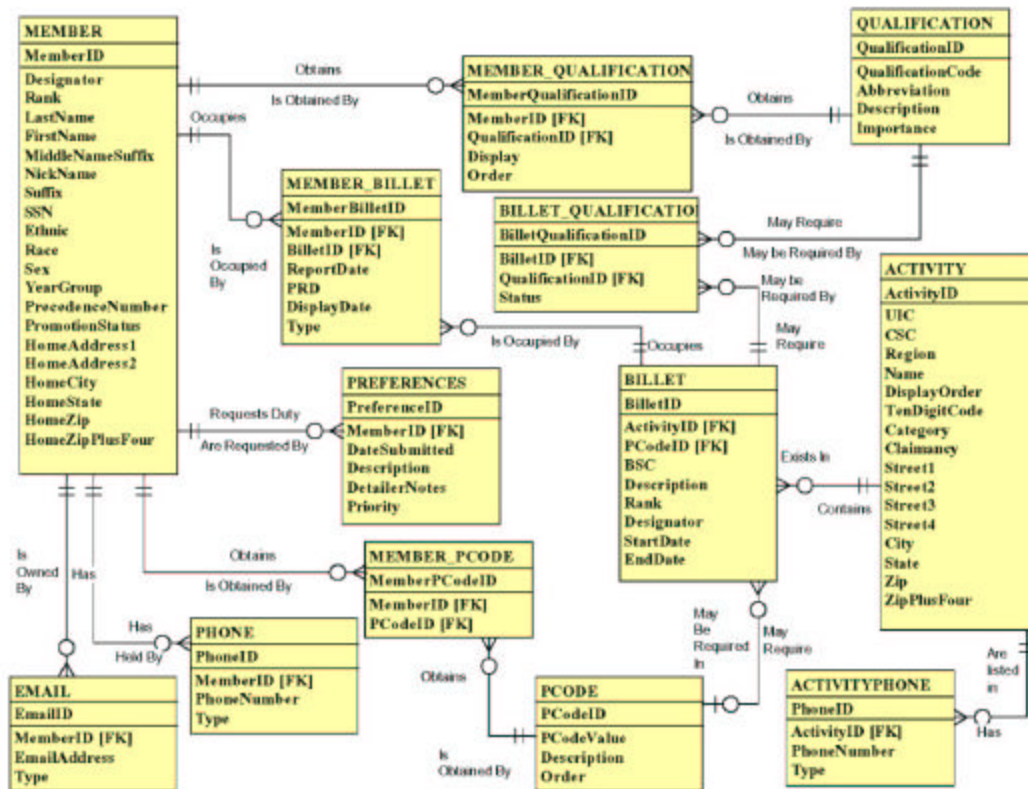 MEMBER
MemberID
Designator
Rank
LastName
FirstName
MiddleNameSuffix
NickName
Suffix
SSN
Ethnic
Race
Sex
YearGroup
PrecedenceNumber
PromotionStatus
HomeAddress1
HomeAddress2
HomeCity
HomeState
HomeZip
HomeZipPlusFour
Obtains
Is Obtained By
MEMBER_QUALIFICATION
MemberQualificationID
MemberID [FK]
QualificationID [FK]
Display
Order
Obtains
Is Obtained By
QUALIFICATION
QualificationID
QualificationCode
Abbreviation
Description
Importance
Occupies
Is
Occupied
By
MEMBER_BILLET
MemberBilletID
MemberID [FK]
BilletID [FK]
ReportDate
PRD
DisplayDate
Type
BILLET_QUALIFICATIO
BilletQualificationID
BilletID [FK]
QualificationID [FK]
Status
May Require
May be Required By
May be
Required By
May
Require
Is Occupied By
Occupies
ACTIVITY
ActivityID
UIC
CSC
Region
Name
DisplayOrder
TenDigitCode
Category
Claimancy
Street1
Street2
Street3
Street4
City
State
Zip
ZipPlusFour
BILLET
BilletID
ActivityID [FK]
PCodeID [FK]
BSC
Description
Rank
Designator
StartDate
EndDate
Exists In
Contains
Requests Duty
Are Requested By
PREFERENCES
PreferenceID
MemberID [FK]
DateSubmitted
Description
DetailerNotes
Priority
Is
Owned
By
Has
Obtains
Is Obtained By
MEMBER_PCODE
MemberPCodeID
MemberID [FK]
PCodeID [FK]
Has
Held By
PHONE
PhoneID
MemberID [FK]
PhoneNumber
Type
EMAIL
EmailID
MemberID [FK]
EmailAddress
Type
Obtains
Is
Obtained By
PCODE
PCodeID
PCodeValue
Description
Order
May
Be
Required
In
May
Require
Are
listed
in
Has
ACTIVITYPHONE
PhoneID
ActivityID [FK]
PhoneNumber
Type